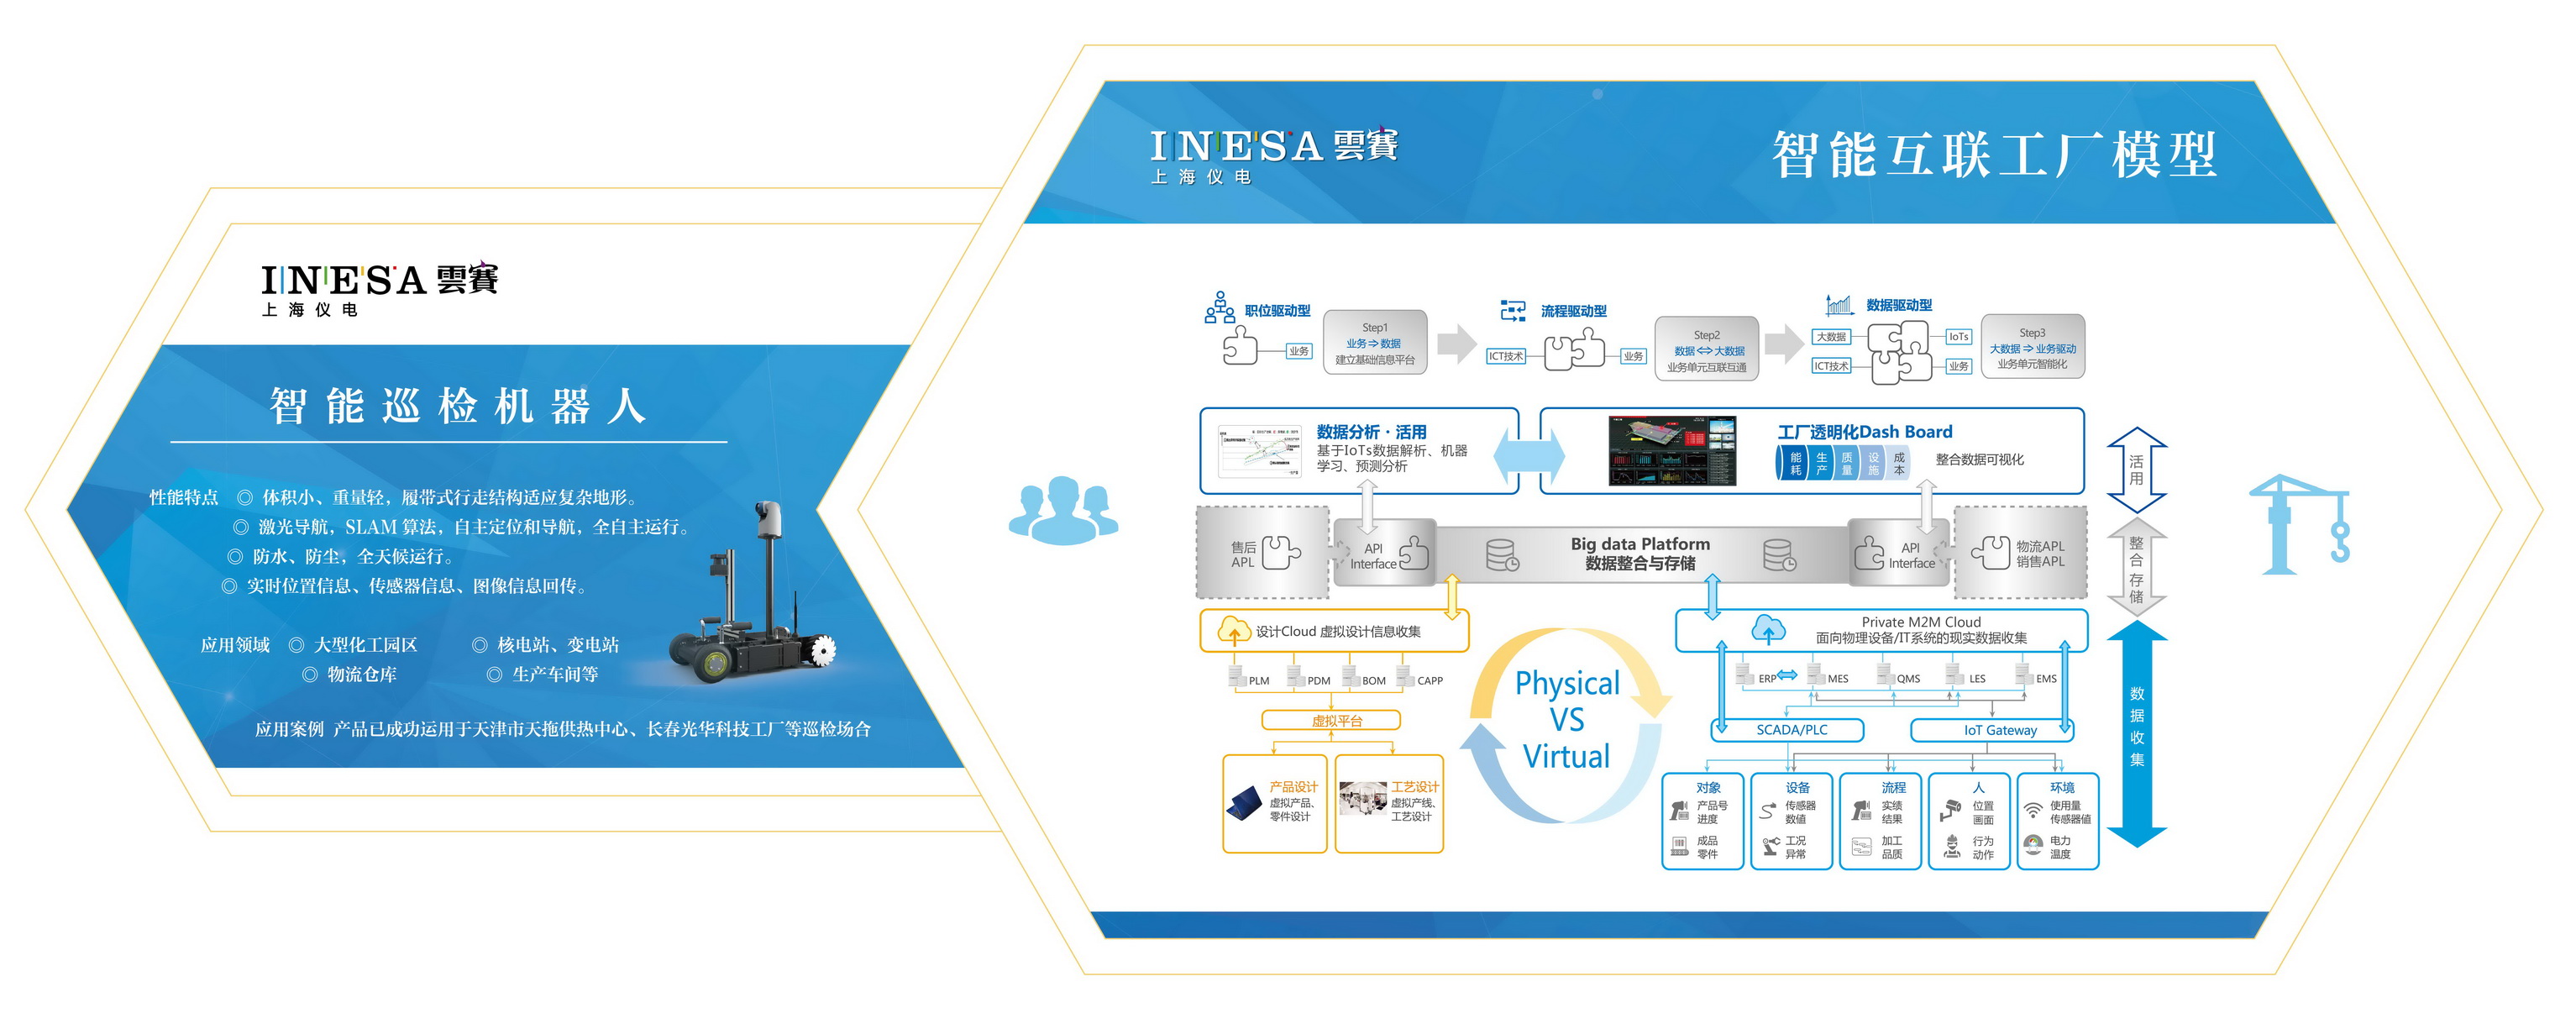 INESA 雲賽
上海仪电
智能巡检机器人
性能特点 ◎ 体积小、重量轻，履带式行走结构适应复杂地形。
◎ 激光导航，SLAM 算法，自主定位和导航，全自主运行。
◎ 防水、防尘，全天候运行。
◎ 实时位置信息、传感器信息、图像信息回传。
应用领域 ◎ 大型化工园区 ◎ 核电站、变电站
◎ 物流仓库 ◎ 生产车间等
应用案例 产品已成功运用于天津市天拖供热中心、长春光华科技工厂等巡检场合
INESA 雲賽
上海仪电
智能互联工厂模型
职位驱动型
业务
Step1
业务⇒数据
建立基础信息平台
流程驱动型
ICT技术
业务
Step2
数据⇔大数据
业务单元互联互通
数据驱动型
大数据
IoTs
ICT技术
业务
Step3
大数据⇒业务驱动
业务单元智能化
数据分析·活用
基于IoTs数据解析、机器
学习、预测分析
工厂透明化Dash Board
能耗 生产 质量 设施 成本
整合数据可视化
活用
售后
APL
API
Interface
Big data Platform
数据整合与存储
API
Interface
物流APL
销售APL
整合存储
设计Cloud 虚拟设计信息收集
PLM PDM BOM CAPP
虚拟平台
产品设计
虚拟产品、
零件设计
工艺设计
虚拟产线、
工艺设计
Physical
VS
Virtual
Private M2M Cloud
面向物理设备/IT系统的现实数据收集
ERP MES QMS LES EMS
SCADA/PLC
IoT Gateway
对象
产品号
进度
成品
零件
设备
传感器
数值
工况
异常
流程
实绩
结果
加工
品质
人
位置
画面
行为
动作
环境
使用量
传感器値
电力
温度
数据收集